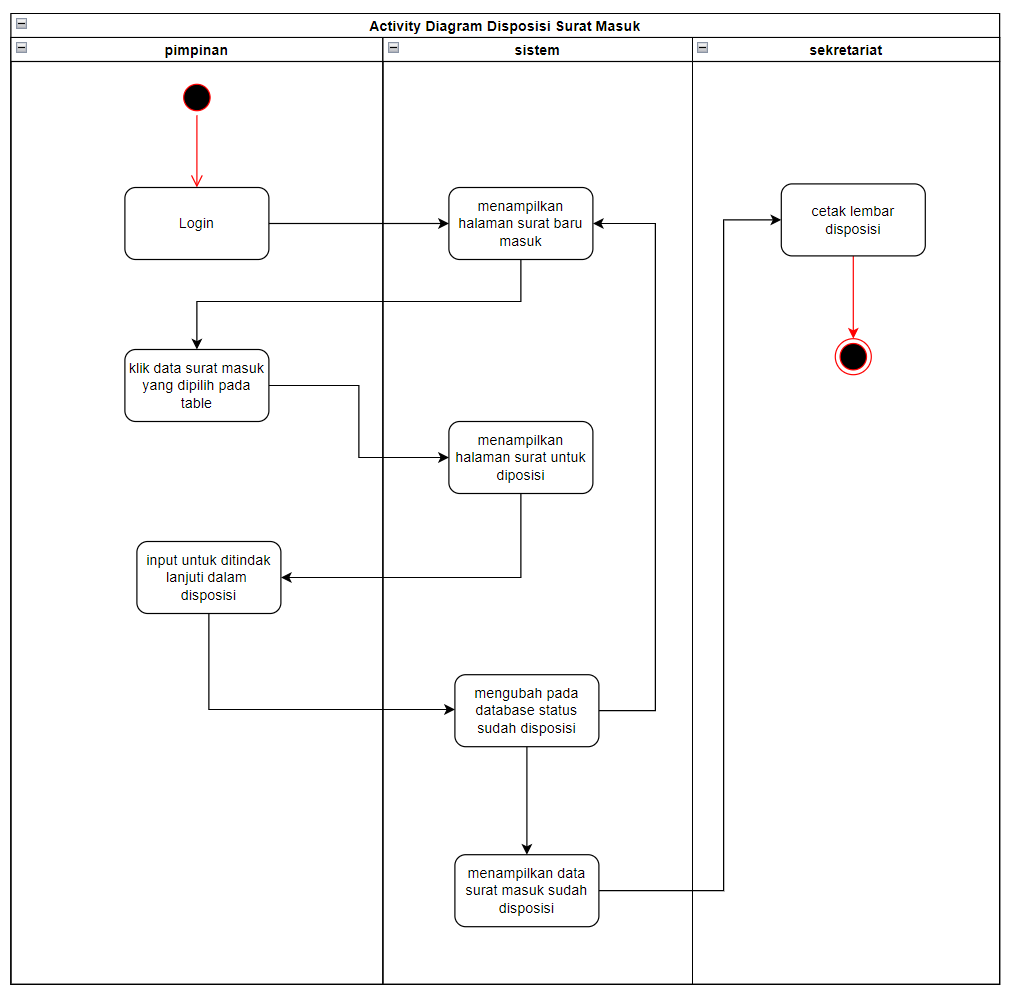 Activity Diagram Disposisi Surat Masuk
pimpinan
sistem
sekretariat
Login
menampilkan
halaman surat baru
masuk
cetak lembar
disposisi
klik data surat masuk
yang dipilih pada
table
menampilkan
halaman surat untuk
diposisi
input untuk ditindak
lanjuti dalam
disposisi
mengubah pada
database status
sudah disposisi
menampilkan data
surat masuk sudah
disposisi